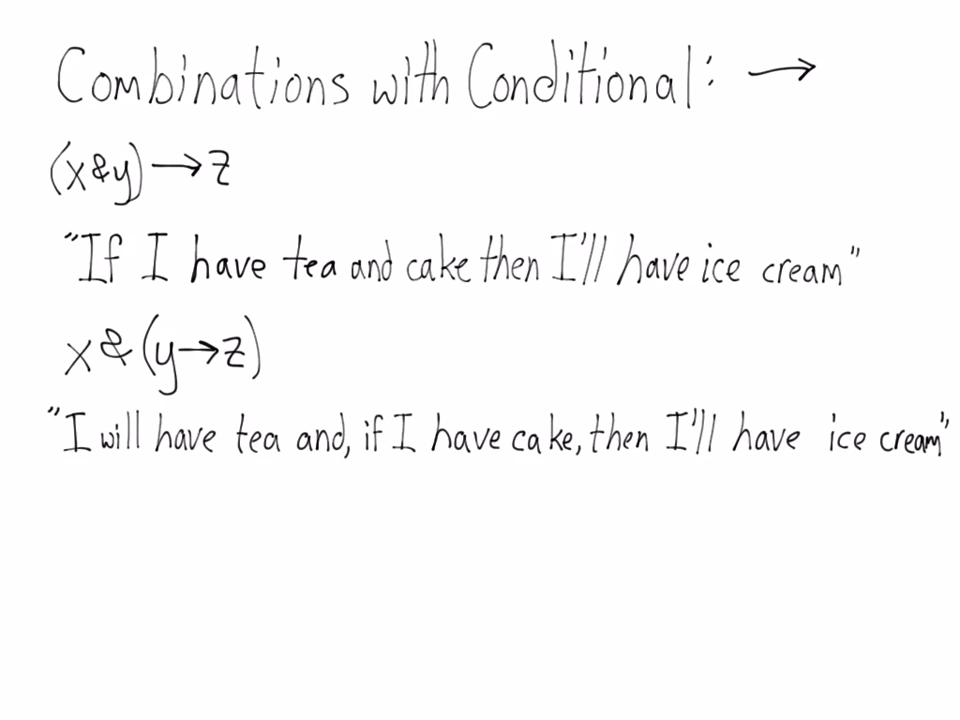 Combinations with Conditional: →
(x&y)→z
"If I have tea and cake then I'll have ice cream"
x&(y→z)
"I will have tea and, if I have cake, then I'll have ice cream"